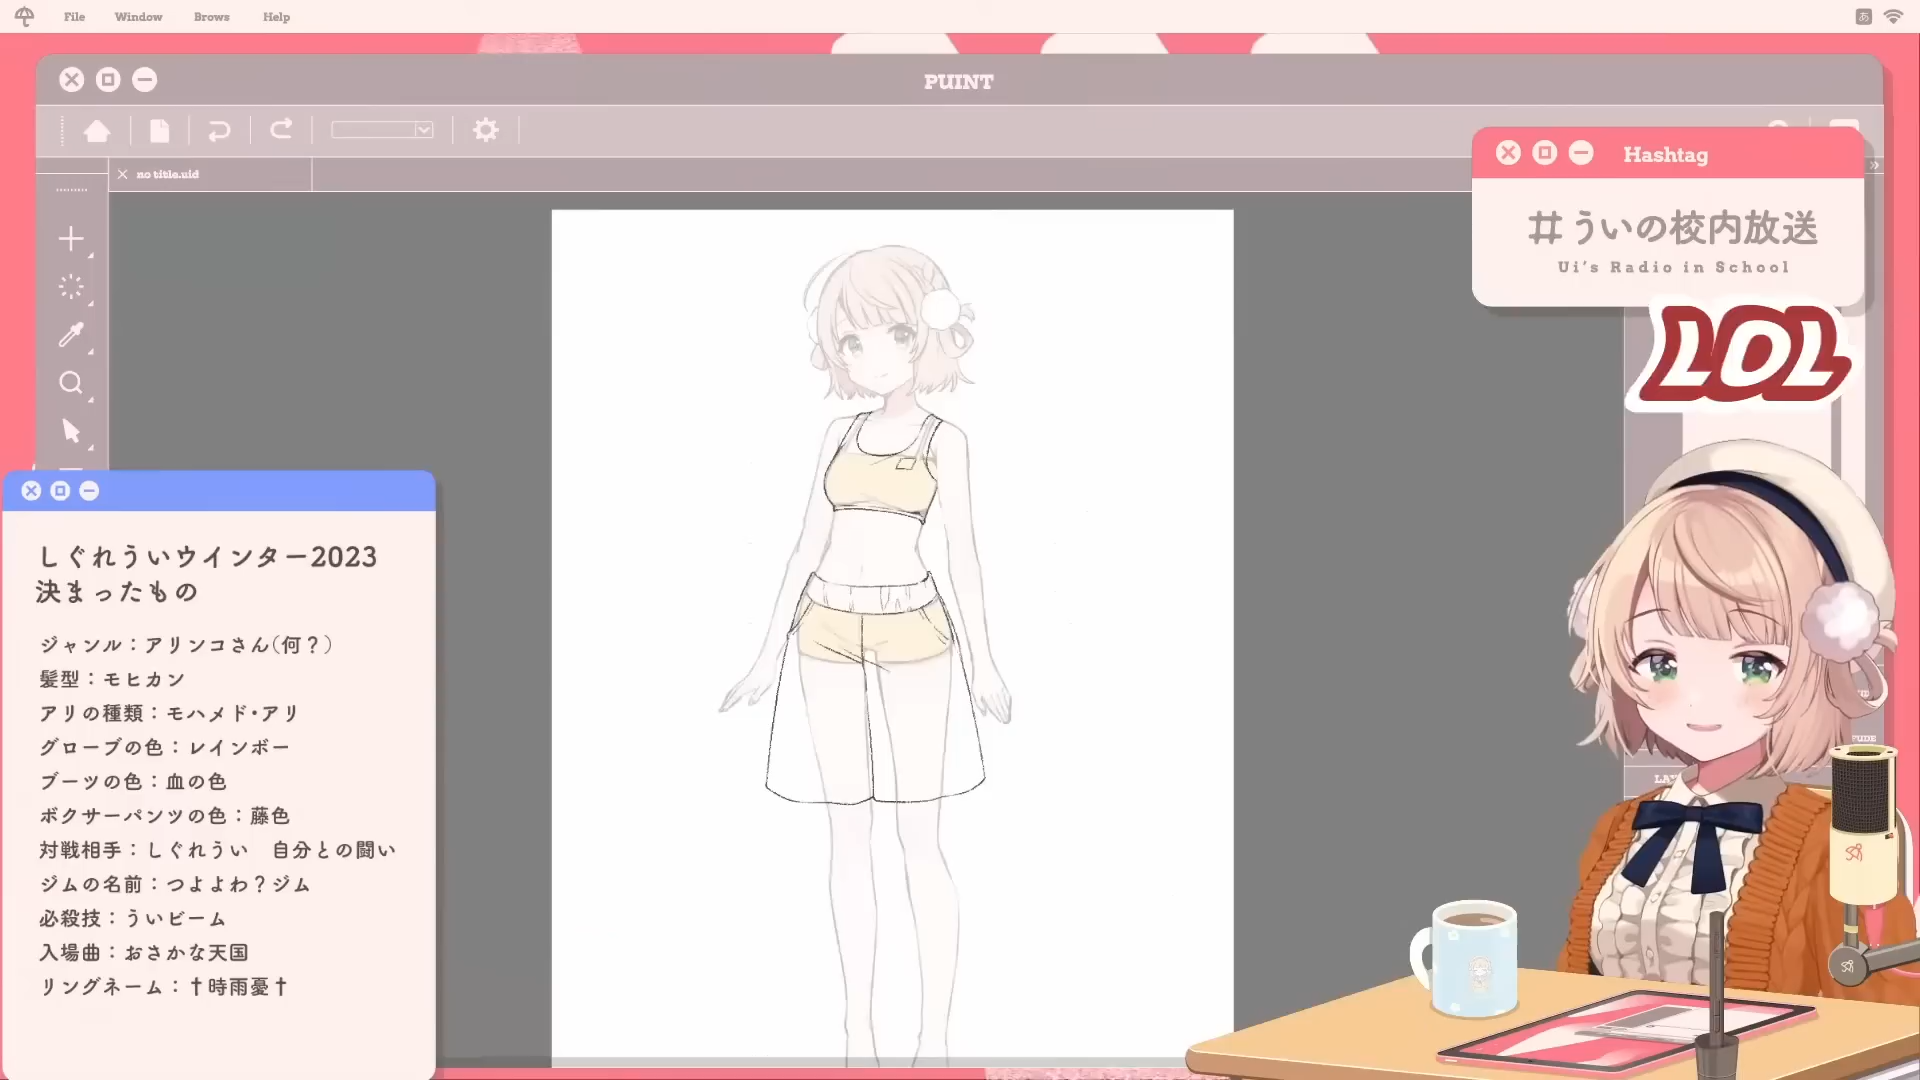 File Window Brows Help
あ
PUINT
no title.uid
Hashtag
#ういの校内放送
Ui's Radio in School
LOL
しぐれういウインター2023
決まったもの
ジャンル：アリンコさん(何？)
髪型：モヒカン
アリの種類：モハメド・アリ
グローブの色：レインボー
ブーツの色：血の色
ボクサーパンツの色：藤色
対戦相手：しぐれうい　自分との闘い
ジムの名前：つよよわ？ジム
必殺技：ういビーム
入場曲：おさかな天国
リングネーム：†時雨憂†
FUDE